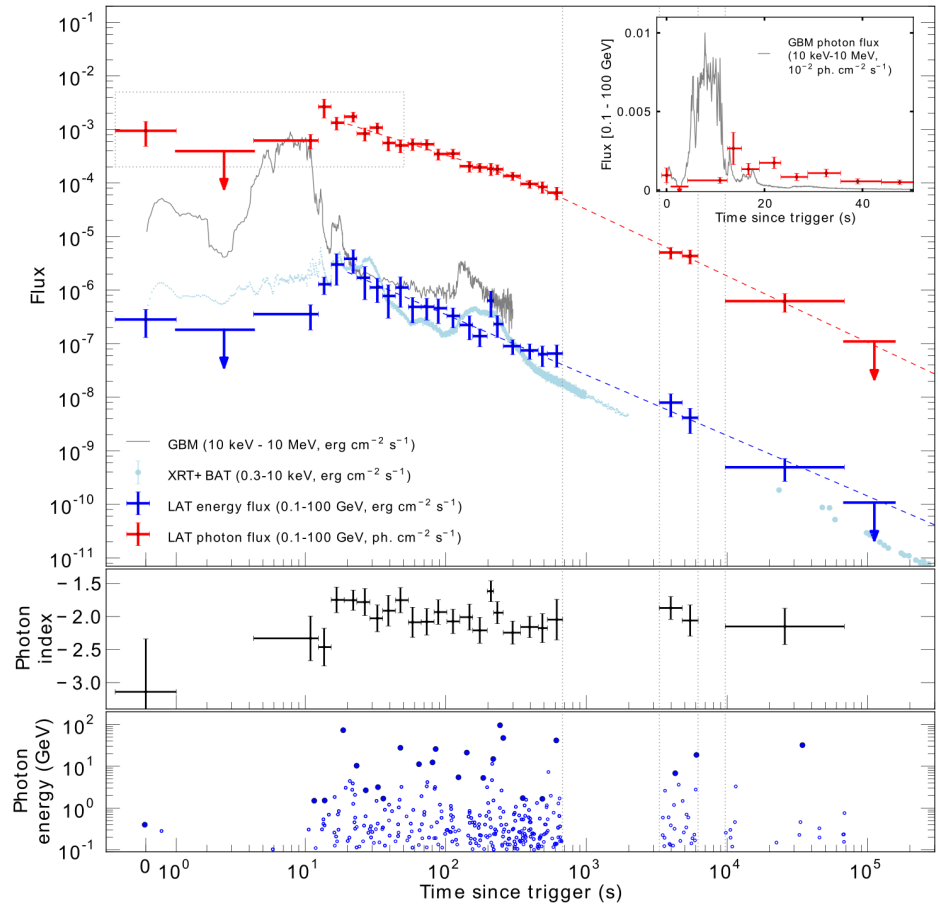 10⁻¹
10⁻²
10⁻³
10⁻⁴
10⁻⁵
10⁻⁶
10⁻⁷
10⁻⁸
10⁻⁹
10⁻¹⁰
10⁻¹¹
Flux
0.01
0.005
0
Flux [0.1 - 100 GeV]
GBM photon flux
(10 keV-10 MeV,
10⁻² ph. cm⁻² s⁻¹)
0 20 40
Time since trigger (s)
GBM (10 keV - 10 MeV, erg cm⁻² s⁻¹)
XRT+ BAT (0.3-10 keV, erg cm⁻² s⁻¹)
LAT energy flux (0.1-100 GeV, erg cm⁻² s⁻¹)
LAT photon flux (0.1-100 GeV, ph. cm⁻² s⁻¹)
−1.5
−2.0
−2.5
−3.0
Photon
index
10²
10¹
10⁰
10⁻¹
Photon
energy (GeV)
0 10⁰ 10¹ 10² 10³ 10⁴ 10⁵
Time since trigger (s)